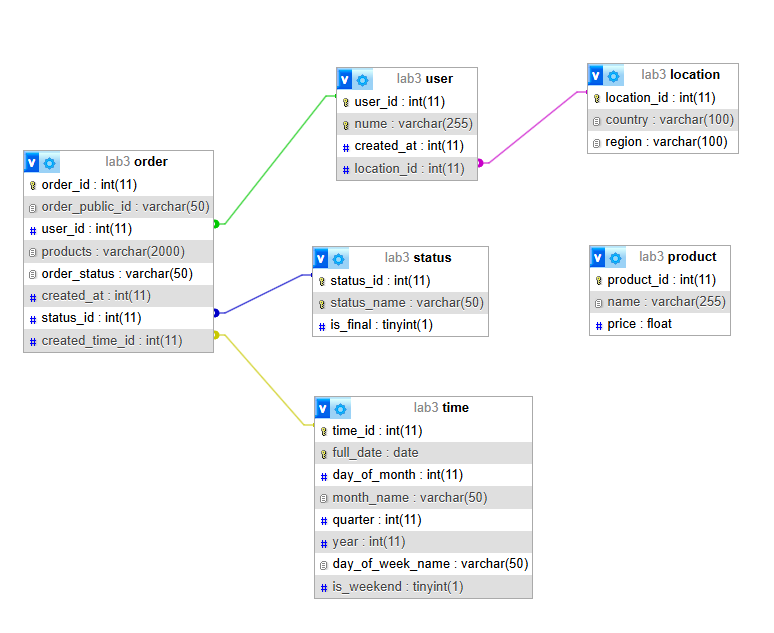 lab3 user
user_id : int(11)
nume : varchar(255)
created_at : int(11)
location_id : int(11)
lab3 location
location_id : int(11)
country : varchar(100)
region : varchar(100)
lab3 order
order_id : int(11)
order_public_id : varchar(50)
user_id : int(11)
products : varchar(2000)
order_status : varchar(50)
created_at : int(11)
status_id : int(11)
created_time_id : int(11)
lab3 status
status_id : int(11)
status_name : varchar(50)
is_final : tinyint(1)
lab3 product
product_id : int(11)
name : varchar(255)
price : float
lab3 time
time_id : int(11)
full_date : date
day_of_month : int(11)
month_name : varchar(50)
quarter : int(11)
year : int(11)
day_of_week_name : varchar(50)
is_weekend : tinyint(1)